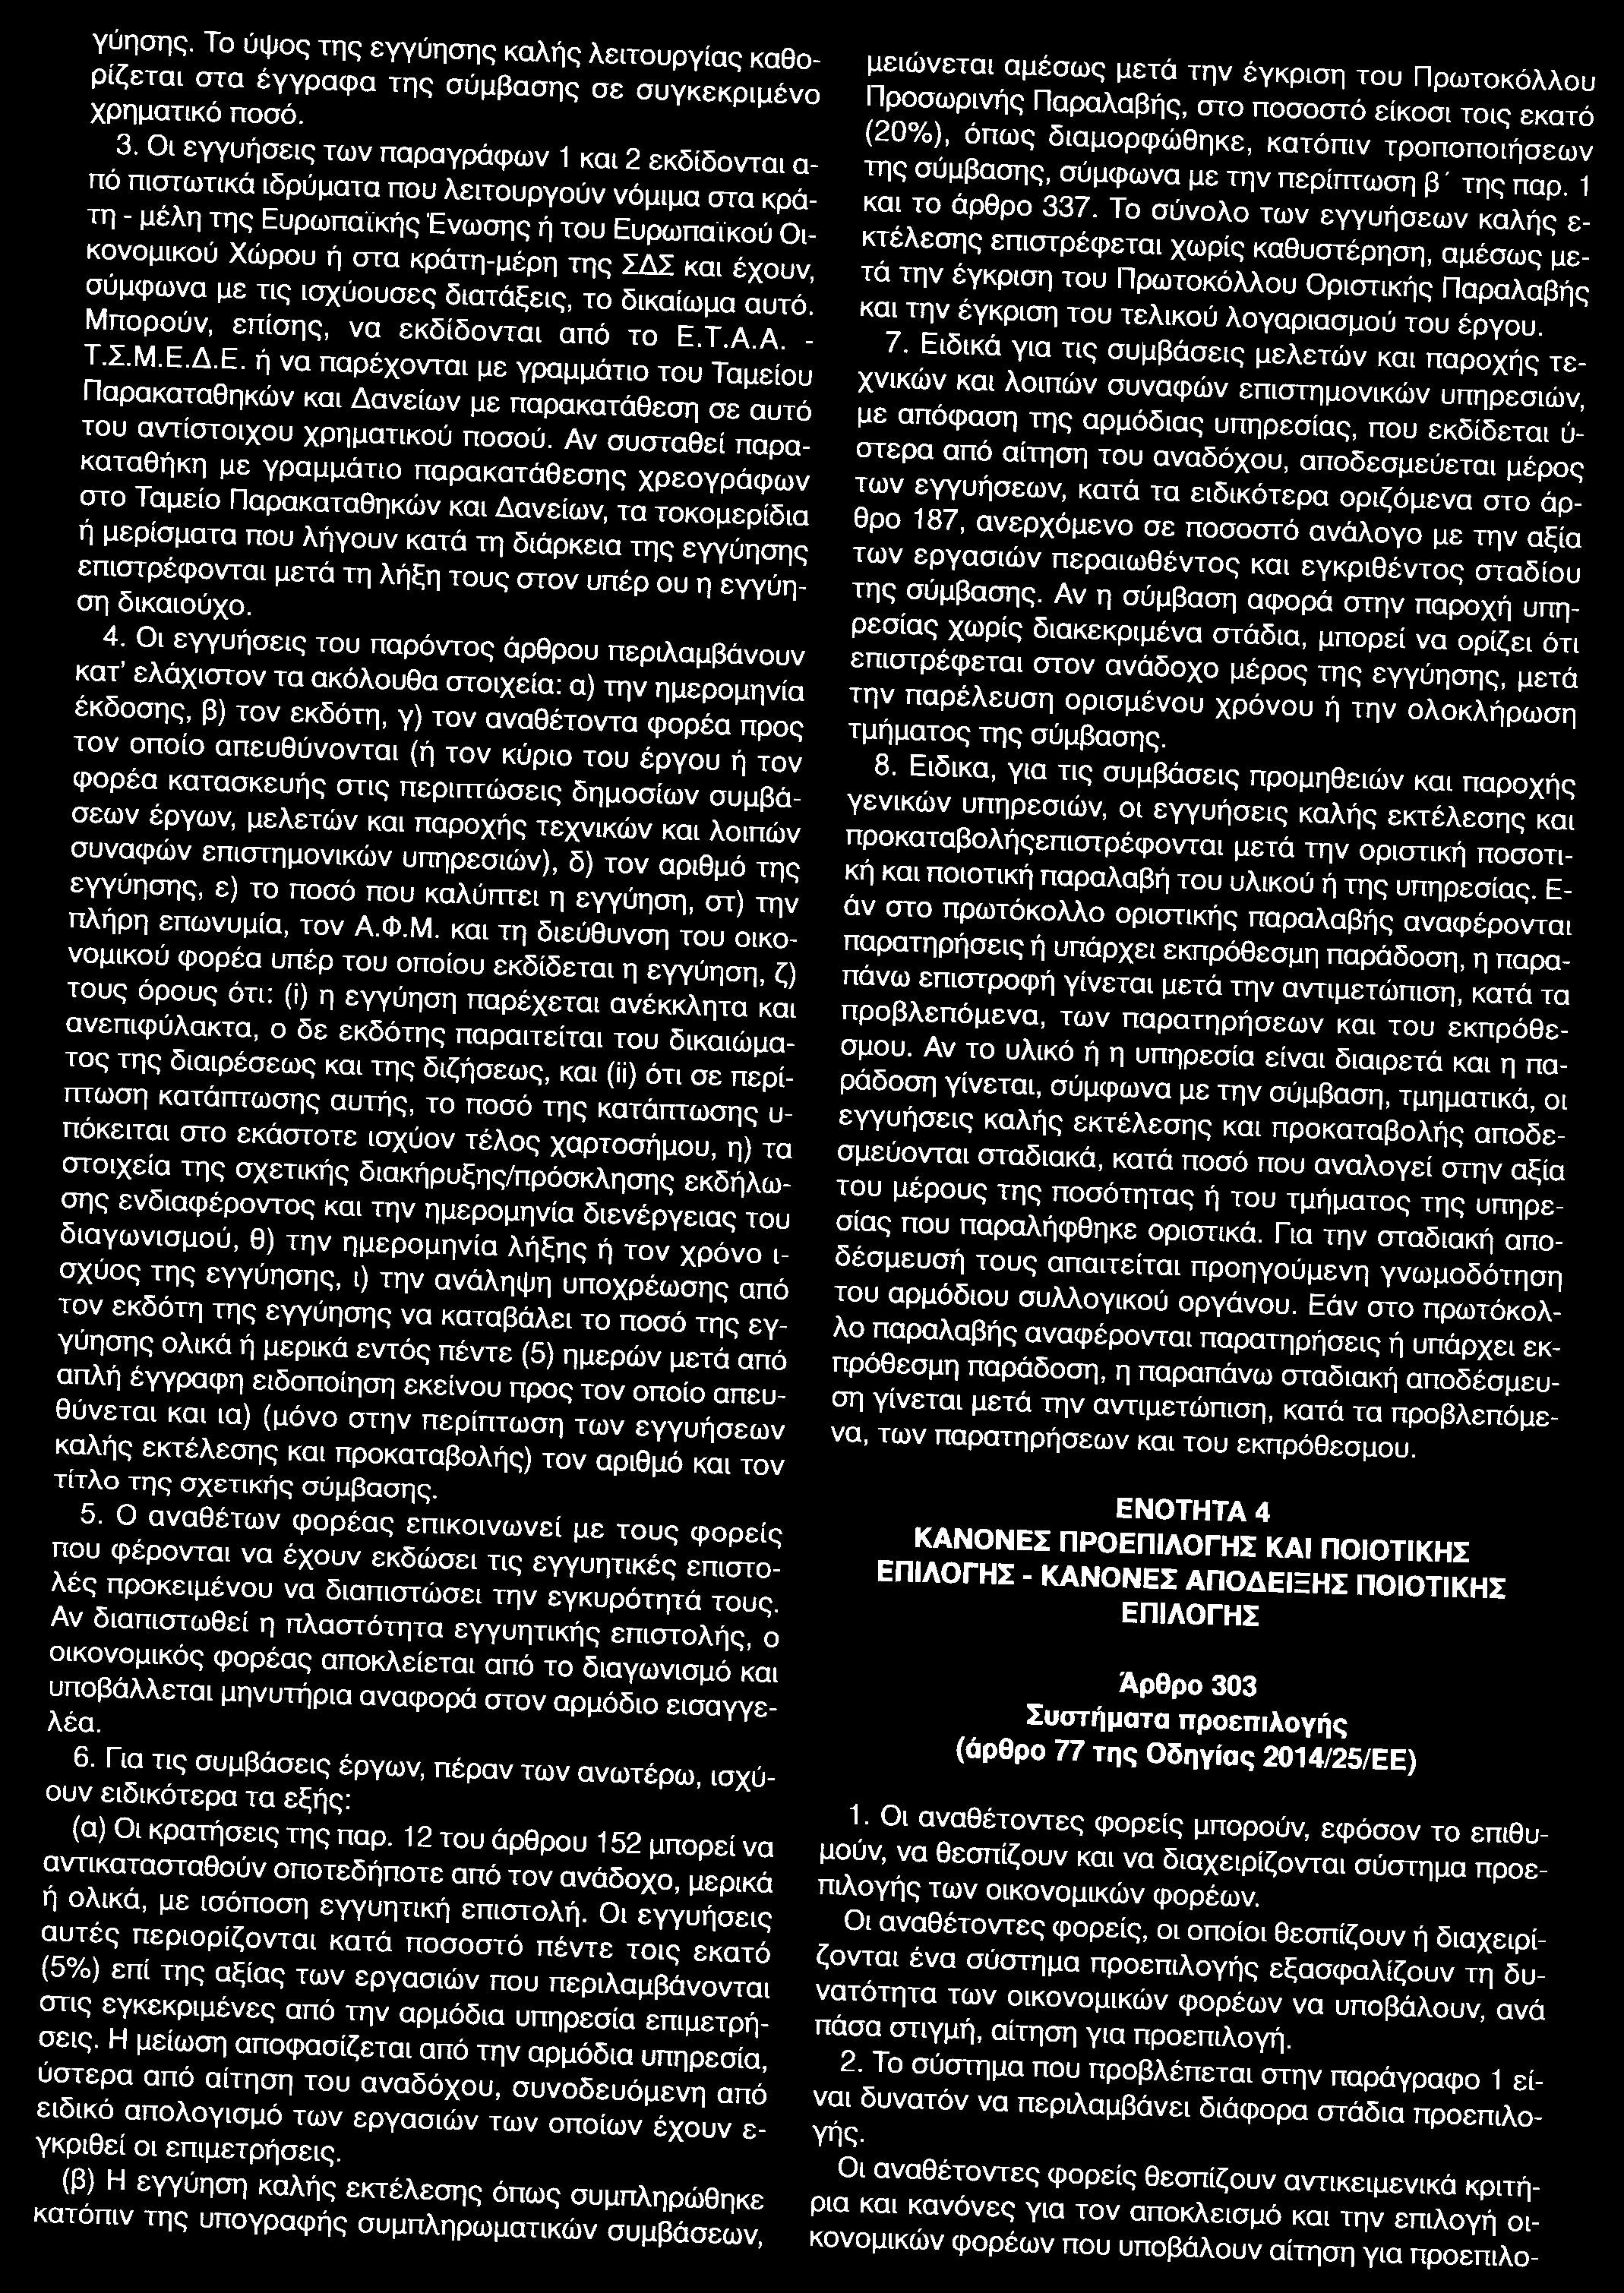 γύησης. Το ύψος της εγγύησης καλής λειτουργίας καθο-
ρίζεται στα έγγραφα της σύμβασης σε συγκεκριμένο
χρηματικό ποσό.
3. Οι εγγυήσεις των παραγράφων 1 και 2 εκδίδονται α-
πό πιστωτικά ιδρύματα που λειτουργούν νόμιμα στα κρά-
τη - μέλη της Ευρωπαϊκής Ένωσης ή του Ευρωπαϊκού Οι-
κονομικού Χώρου ή στα κράτη-μέρη της ΣΔΣ και έχουν,
σύμφωνα με τις ισχύουσες διατάξεις, το δικαίωμα αυτό.
Μπορούν, επίσης, να εκδίδονται από το Ε.Τ.Α.Α. -
Τ.Σ.Μ.Ε.Δ.Ε. ή να παρέχονται με γραμμάτιο του Ταμείου
Παρακαταθηκών και Δανείων με παρακατάθεση σε αυτό
του αντίστοιχου χρηματικού ποσού. Αν συσταθεί παρα-
καταθήκη με γραμμάτιο παρακατάθεσης χρεογράφων
στο Ταμείο Παρακαταθηκών και Δανείων, τα τοκομερίδια
ή μερίσματα που λήγουν κατά τη διάρκεια της εγγύησης
επιστρέφονται μετά τη λήξη τους στον υπέρ ου η εγγύη-
ση δικαιούχο.
4. Οι εγγυήσεις του παρόντος άρθρου περιλαμβάνουν
κατ’ ελάχιστον τα ακόλουθα στοιχεία: α) την ημερομηνία
έκδοσης, β) τον εκδότη, γ) τον αναθέτοντα φορέα προς
τον οποίο απευθύνονται (ή τον κύριο του έργου ή τον
φορέα κατασκευής στις περιπτώσεις δημοσίων συμβά-
σεων έργων, μελετών και παροχής τεχνικών και λοιπών
συναφών επιστημονικών υπηρεσιών), δ) τον αριθμό της
εγγύησης, ε) το ποσό που καλύπτει η εγγύηση, στ) την
πλήρη επωνυμία, τον Α.Φ.Μ. και τη διεύθυνση του οικο-
νομικού φορέα υπέρ του οποίου εκδίδεται η εγγύηση, ζ)
τους όρους ότι: (i) η εγγύηση παρέχεται ανέκκλητα και
ανεπιφύλακτα, ο δε εκδότης παραιτείται του δικαιώμα-
τος της διαιρέσεως και της διζήσεως, και (ii) ότι σε περί-
πτωση κατάπτωσης αυτής, το ποσό της κατάπτωσης υ-
πόκειται στο εκάστοτε ισχύον τέλος χαρτοσήμου, η) τα
στοιχεία της σχετικής διακήρυξης/πρόσκλησης εκδήλω-
σης ενδιαφέροντος και την ημερομηνία διενέργειας του
διαγωνισμού, θ) την ημερομηνία λήξης ή τον χρόνο ι-
σχύος της εγγύησης, ι) την ανάληψη υποχρέωσης από
τον εκδότη της εγγύησης να καταβάλει το ποσό της εγ-
γύησης ολικά ή μερικά εντός πέντε (5) ημερών μετά από
απλή έγγραφη ειδοποίηση εκείνου προς τον οποίο απευ-
θύνεται και ια) (μόνο στην περίπτωση των εγγυήσεων
καλής εκτέλεσης και προκαταβολής) τον αριθμό και τον
τίτλο της σχετικής σύμβασης.
5. Ο αναθέτων φορέας επικοινωνεί με τους φορείς
που φέρονται να έχουν εκδώσει τις εγγυητικές επιστο-
λές προκειμένου να διαπιστώσει την εγκυρότητά τους.
Αν διαπιστωθεί η πλαστότητα εγγυητικής επιστολής, ο
οικονομικός φορέας αποκλείεται από το διαγωνισμό και
υποβάλλεται μηνυτήρια αναφορά στον αρμόδιο εισαγγε-
λέα.
6. Για τις συμβάσεις έργων, πέραν των ανωτέρω, ισχύ-
ουν ειδικότερα τα εξής:
(α) Οι κρατήσεις της παρ. 12 του άρθρου 152 μπορεί να
αντικατασταθούν οποτεδήποτε από τον ανάδοχο, μερικά
ή ολικά, με ισόποση εγγυητική επιστολή. Οι εγγυήσεις
αυτές περιορίζονται κατά ποσοστό πέντε τοις εκατό
(5%) επί της αξίας των εργασιών που περιλαμβάνονται
στις εγκεκριμένες από την αρμόδια υπηρεσία επιμετρή-
σεις. Η μείωση αποφασίζεται από την αρμόδια υπηρεσία,
ύστερα από αίτηση του αναδόχου, συνοδευόμενη από
ειδικό απολογισμό των εργασιών των οποίων έχουν ε-
γκριθεί οι επιμετρήσεις.
(β) Η εγγύηση καλής εκτέλεσης όπως συμπληρώθηκε
κατόπιν της υπογραφής συμπληρωματικών συμβάσεων,
μειώνεται αμέσως μετά την έγκριση του Πρωτοκόλλου
Προσωρινής Παραλαβής, στο ποσοστό είκοσι τοις εκατό
(20%), όπως διαμορφώθηκε, κατόπιν τροποποιήσεων
της σύμβασης, σύμφωνα με την περίπτωση β΄ της παρ. 1
και το άρθρο 337. Το σύνολο των εγγυήσεων καλής ε-
κτέλεσης επιστρέφεται χωρίς καθυστέρηση, αμέσως με-
τά την έγκριση του Πρωτοκόλλου Οριστικής Παραλαβής
και την έγκριση του τελικού λογαριασμού του έργου.
7. Ειδικά για τις συμβάσεις μελετών και παροχής τε-
χνικών και λοιπών συναφών επιστημονικών υπηρεσιών,
με απόφαση της αρμόδιας υπηρεσίας, που εκδίδεται ύ-
στερα από αίτηση του αναδόχου, αποδεσμεύεται μέρος
των εγγυήσεων, κατά τα ειδικότερα οριζόμενα στο άρ-
θρο 187, ανερχόμενο σε ποσοστό ανάλογο με την αξία
των εργασιών περαιωθέντος και εγκριθέντος σταδίου
της σύμβασης. Αν η σύμβαση αφορά στην παροχή υπη-
ρεσίας χωρίς διακεκριμένα στάδια, μπορεί να ορίζει ότι
επιστρέφεται στον ανάδοχο μέρος της εγγύησης, μετά
την παρέλευση ορισμένου χρόνου ή την ολοκλήρωση
τμήματος της σύμβασης.
8. Ειδικα, για τις συμβάσεις προμηθειών και παροχής
γενικών υπηρεσιών, οι εγγυήσεις καλής εκτέλεσης και
προκαταβολήςεπιστρέφονται μετά την οριστική ποσοτι-
κή και ποιοτική παραλαβή του υλικού ή της υπηρεσίας. Ε-
άν στο πρωτόκολλο οριστικής παραλαβής αναφέρονται
παρατηρήσεις ή υπάρχει εκπρόθεσμη παράδοση, η παρα-
πάνω επιστροφή γίνεται μετά την αντιμετώπιση, κατά τα
προβλεπόμενα, των παρατηρήσεων και του εκπρόθε-
σμου. Αν το υλικό ή η υπηρεσία είναι διαιρετά και η πα-
ράδοση γίνεται, σύμφωνα με την σύμβαση, τμηματικά, οι
εγγυήσεις καλής εκτέλεσης και προκαταβολής αποδε-
σμεύονται σταδιακά, κατά ποσό που αναλογεί στην αξία
του μέρους της ποσότητας ή του τμήματος της υπηρε-
σίας που παραλήφθηκε οριστικά. Για την σταδιακή απο-
δέσμευσή τους απαιτείται προηγούμενη γνωμοδότηση
του αρμόδιου συλλογικού οργάνου. Εάν στο πρωτόκολ-
λο παραλαβής αναφέρονται παρατηρήσεις ή υπάρχει εκ-
πρόθεσμη παράδοση, η παραπάνω σταδιακή αποδέσμευ-
ση γίνεται μετά την αντιμετώπιση, κατά τα προβλεπόμε-
να, των παρατηρήσεων και του εκπρόθεσμου.
ΕΝΟΤΗΤΑ 4
ΚΑΝΟΝΕΣ ΠΡΟΕΠΙΛΟΓΗΣ ΚΑΙ ΠΟΙΟΤΙΚΗΣ
ΕΠΙΛΟΓΗΣ - ΚΑΝΟΝΕΣ ΑΠΟΔΕΙΞΗΣ ΠΟΙΟΤΙΚΗΣ
ΕΠΙΛΟΓΗΣ
Άρθρο 303
Συστήματα προεπιλογής
(άρθρο 77 της Οδηγίας 2014/25/ΕΕ)
1. Οι αναθέτοντες φορείς μπορούν, εφόσον το επιθυ-
μούν, να θεσπίζουν και να διαχειρίζονται σύστημα προε-
πιλογής των οικονομικών φορέων.
Οι αναθέτοντες φορείς, οι οποίοι θεσπίζουν ή διαχειρί-
ζονται ένα σύστημα προεπιλογής εξασφαλίζουν τη δυ-
νατότητα των οικονομικών φορέων να υποβάλουν, ανά
πάσα στιγμή, αίτηση για προεπιλογή.
2. Το σύστημα που προβλέπεται στην παράγραφο 1 εί-
ναι δυνατόν να περιλαμβάνει διάφορα στάδια προεπιλο-
γής.
Οι αναθέτοντες φορείς θεσπίζουν αντικειμενικά κριτή-
ρια και κανόνες για τον αποκλεισμό και την επιλογή οι-
κονομικών φορέων που υποβάλουν αίτηση για προεπιλο-